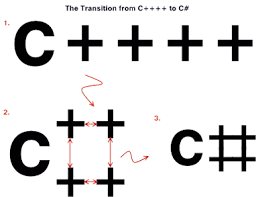 The Transition from C++++ to C#
1.
C++++
2.
C++
++
3.
C#